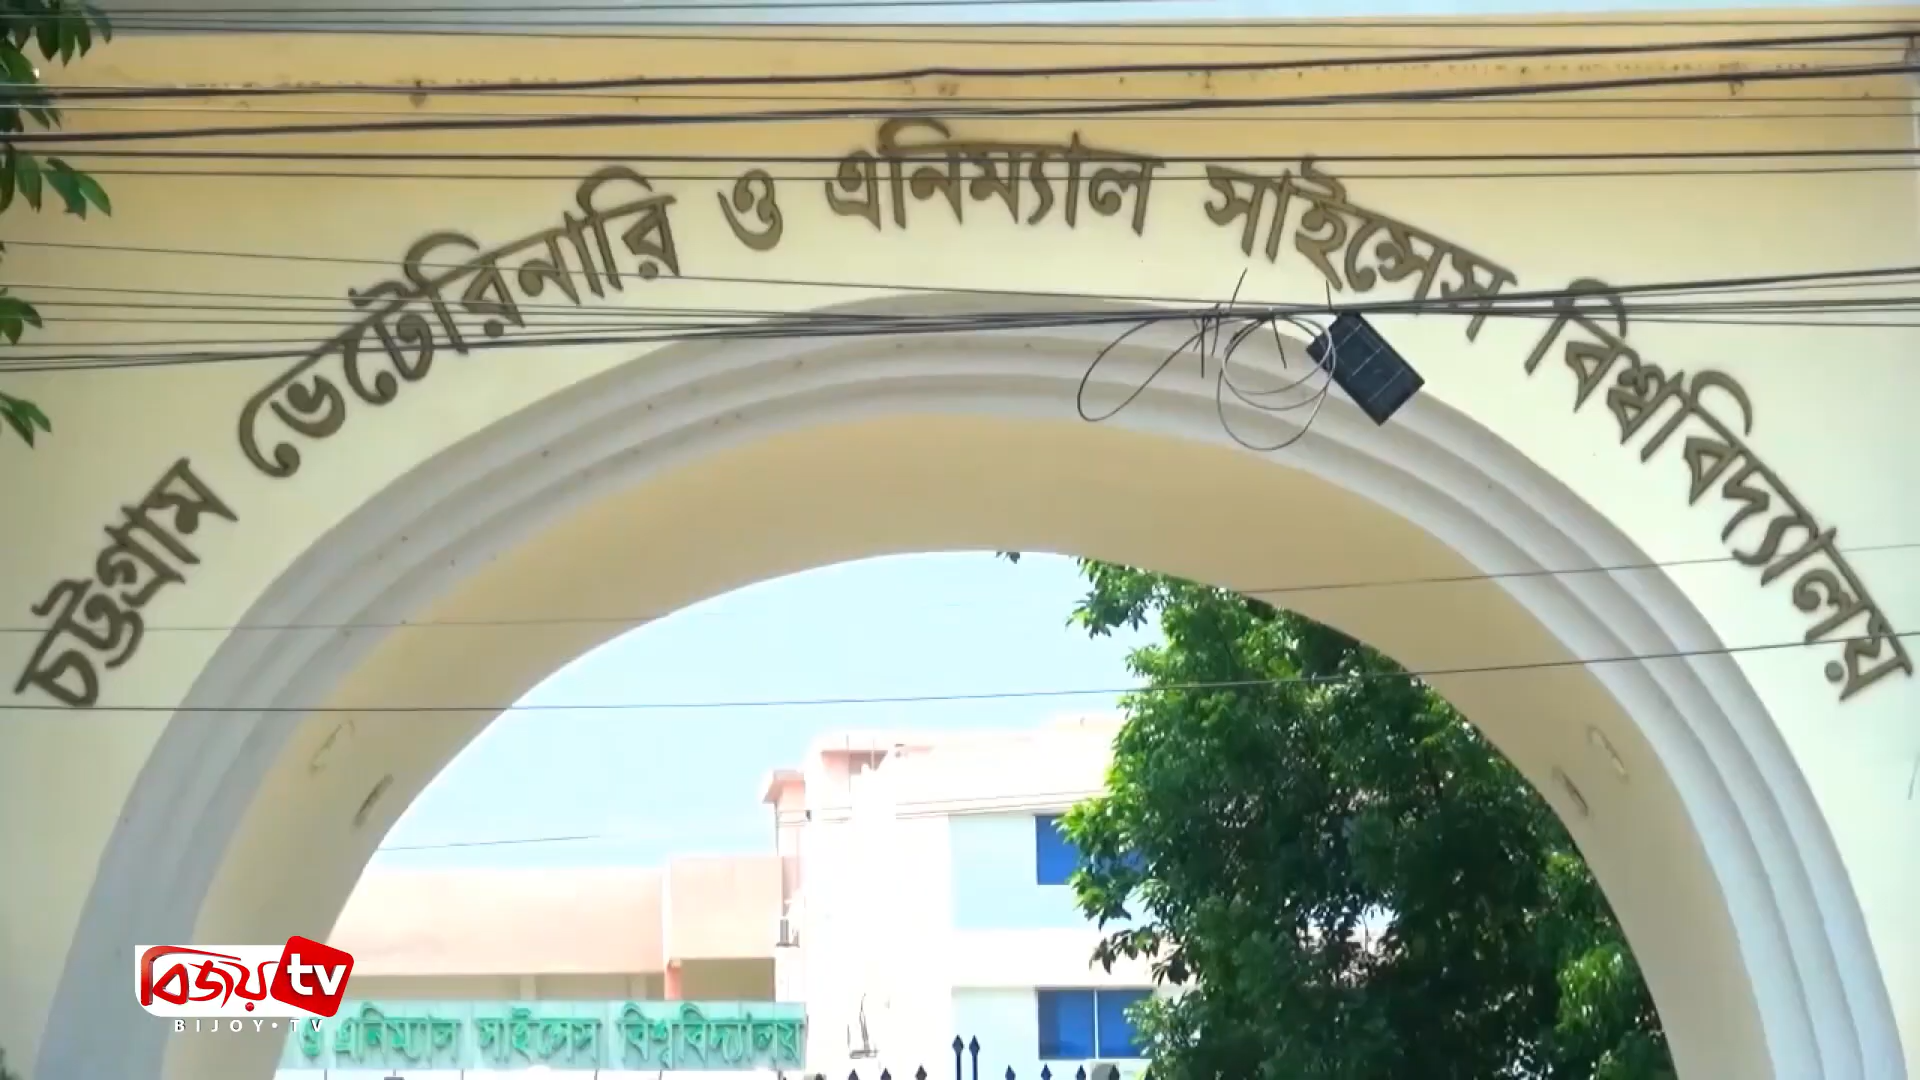 চট্টগ্রাম ভেটেরিনারি ও এনিম্যাল সাইন্সেস বিশ্ববিদ্যালয়
ও এনিম্যাল সাইন্সেস বিশ্ববিদ্যালয়
বিজয় tv
BIJOY•TV